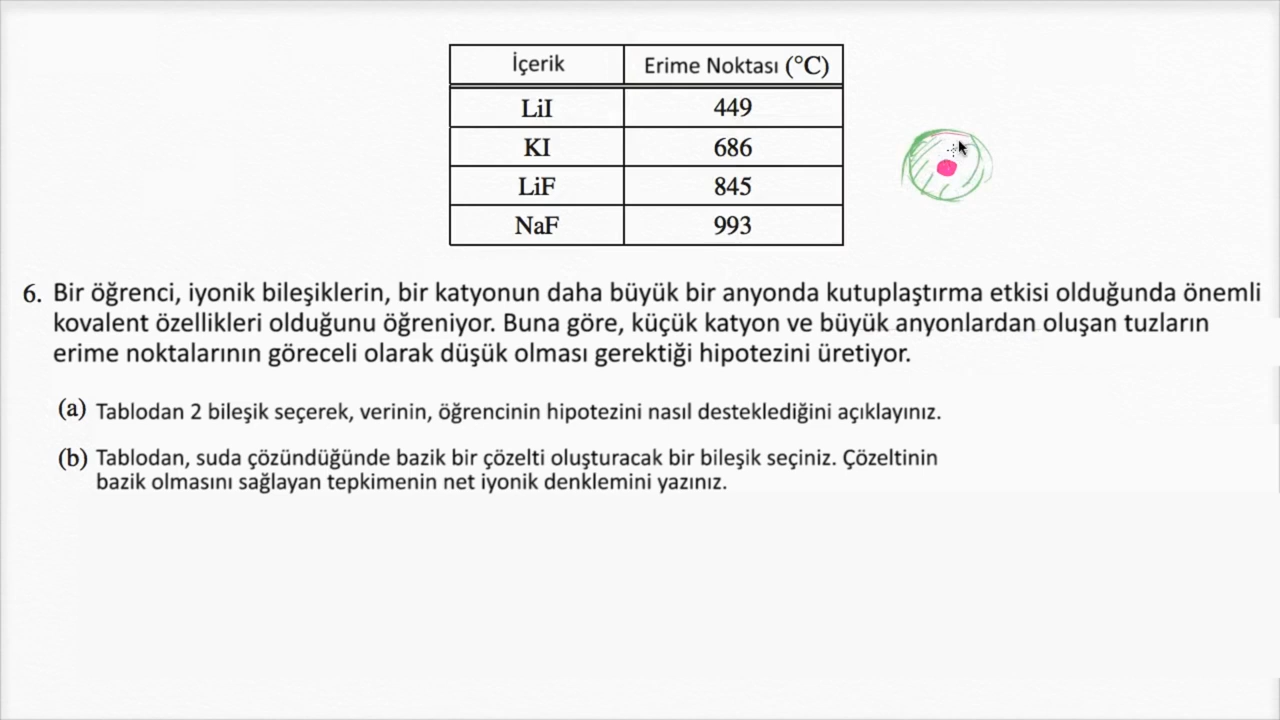 İçerik Erime Noktası (°C)
LiI 449
KI 686
LiF 845
NaF 993
6. Bir öğrenci, iyonik bileşiklerin, bir katyonun daha büyük bir anyonda kutuplaştırma etkisi olduğunda önemli
kovalent özellikleri olduğunu öğreniyor. Buna göre, küçük katyon ve büyük anyonlardan oluşan tuzların
erime noktalarının göreceli olarak düşük olması gerektiği hipotezini üretiyor.
(a) Tablodan 2 bileşik seçerek, verinin, öğrencinin hipotezini nasıl desteklediğini açıklayınız.
(b) Tablodan, suda çözündüğünde bazik bir çözelti oluşturacak bir bileşik seçiniz. Çözeltinin
bazik olmasını sağlayan tepkimenin net iyonik denklemini yazınız.